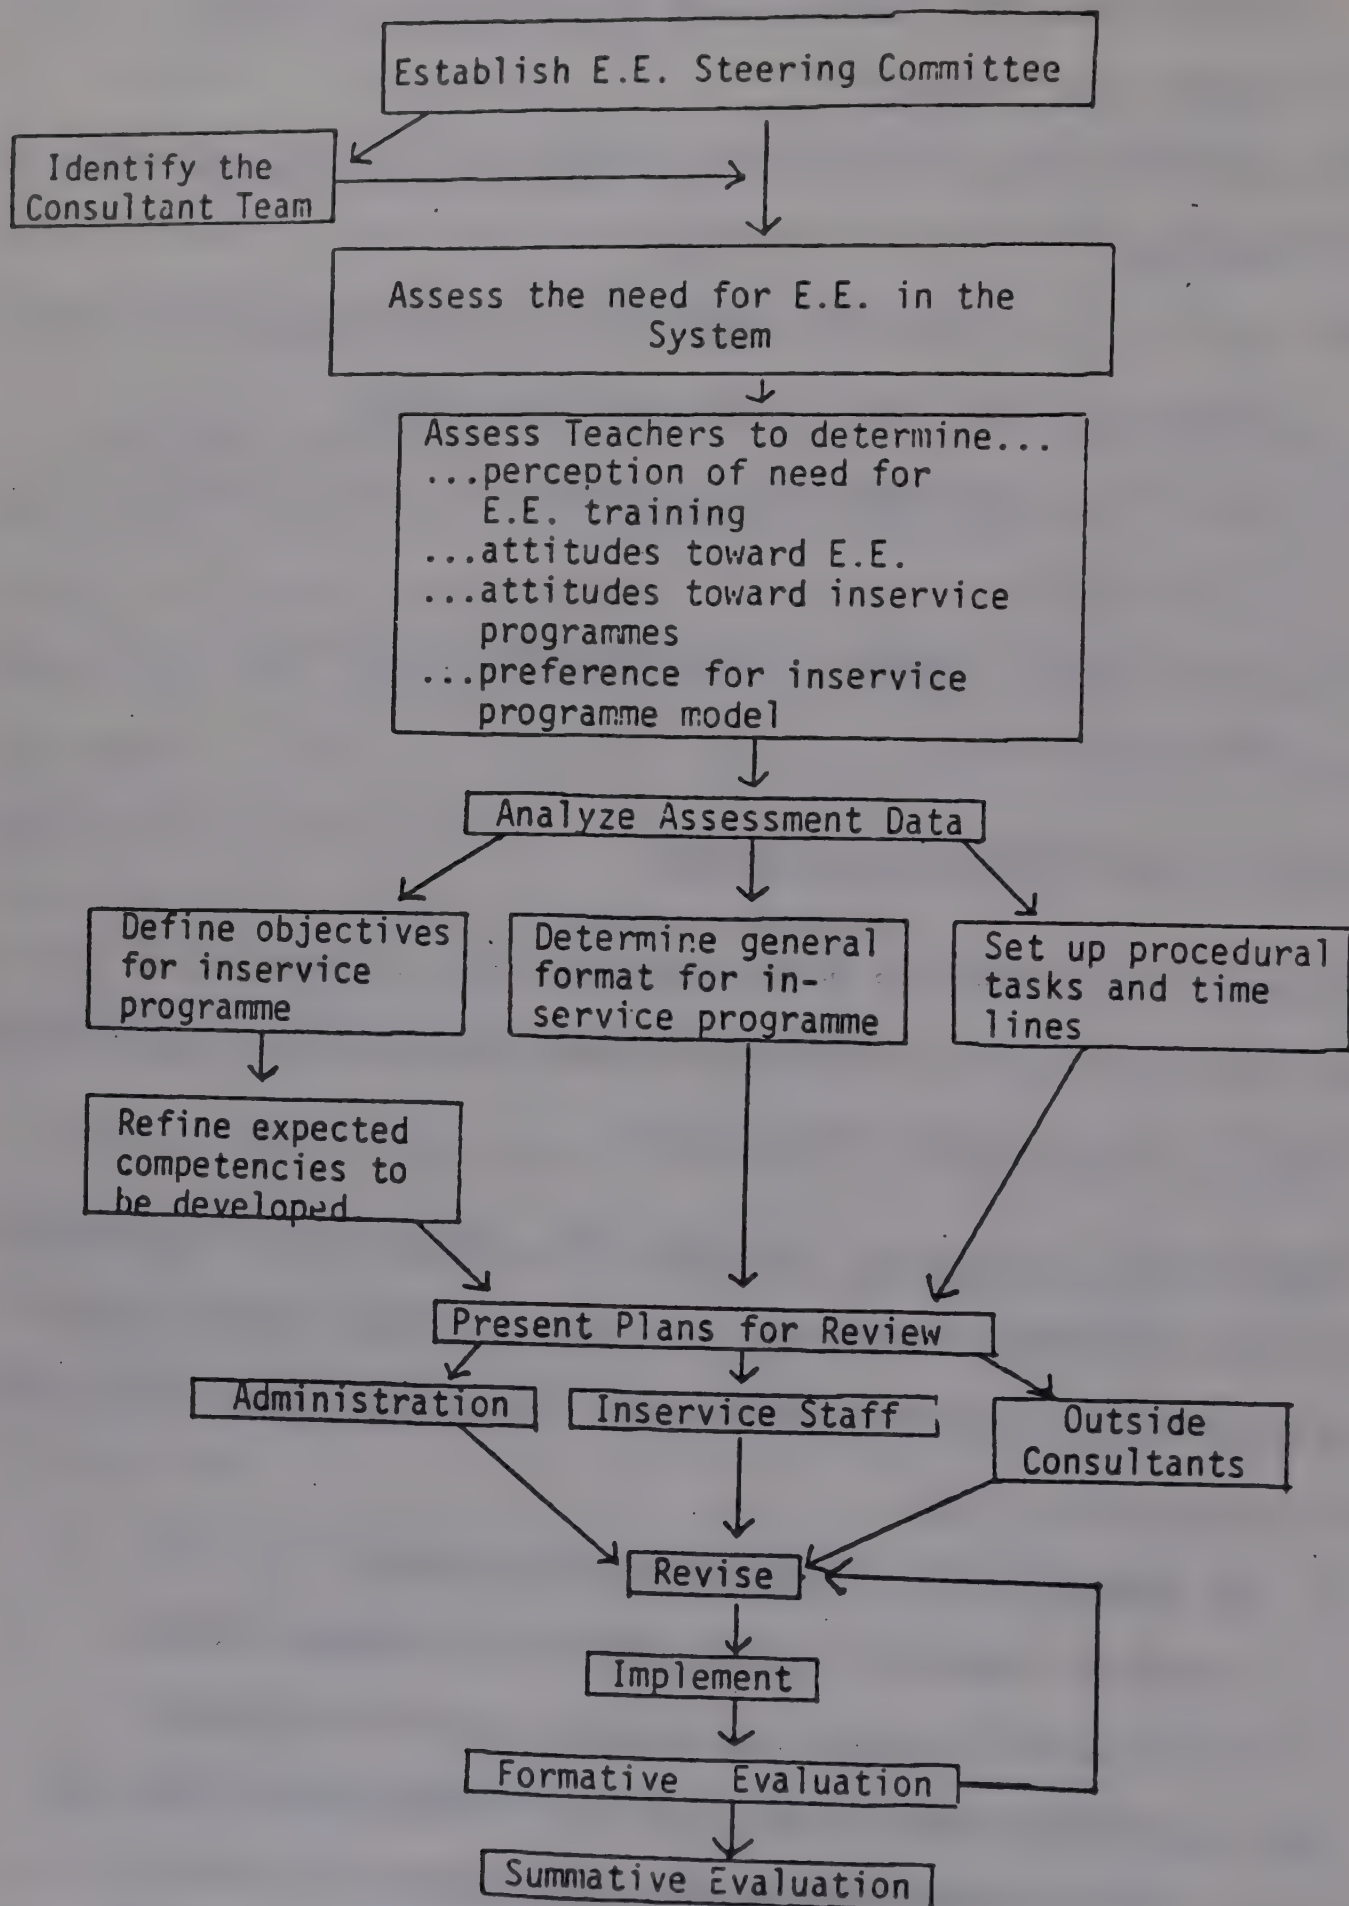 Establish E.E. Steering Committee
Identify the
Consultant Team
Assess the need for E.E. in the
System
Assess Teachers to determine...
...perception of need for
E.E. training
...attitudes toward E.E.
...attitudes toward inservice
programmes
...preference for inservice
programme model
Analyze Assessment Data
Define objectives
for inservice
programme
Determine general
format for in-
service programme
Set up procedural
tasks and time
lines
Refine expected
competencies to
be developed
Present Plans for Review
Administration
Inservice Staff
Outside
Consultants
Revise
Implement
Formative Evaluation
Summative Evaluation